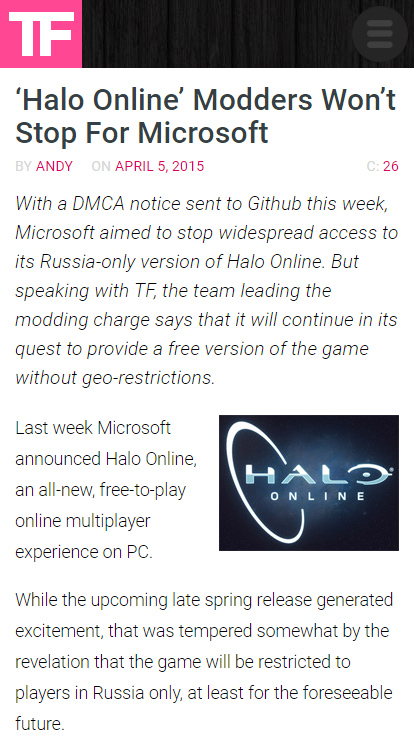 TF
‘Halo Online’ Modders Won’t
Stop For Microsoft
BY ANDY ON APRIL 5, 2015 C: 26
With a DMCA notice sent to Github this week,
Microsoft aimed to stop widespread access to
its Russia-only version of Halo Online. But
speaking with TF, the team leading the
modding charge says that it will continue in its
quest to provide a free version of the game
without geo-restrictions.
Last week Microsoft
announced Halo Online,
an all-new, free-to-play
online multiplayer
experience on PC.
HALO
ONLINE
While the upcoming late spring release generated
excitement, that was tempered somewhat by the
revelation that the game will be restricted to
players in Russia only, at least for the foreseeable
future.